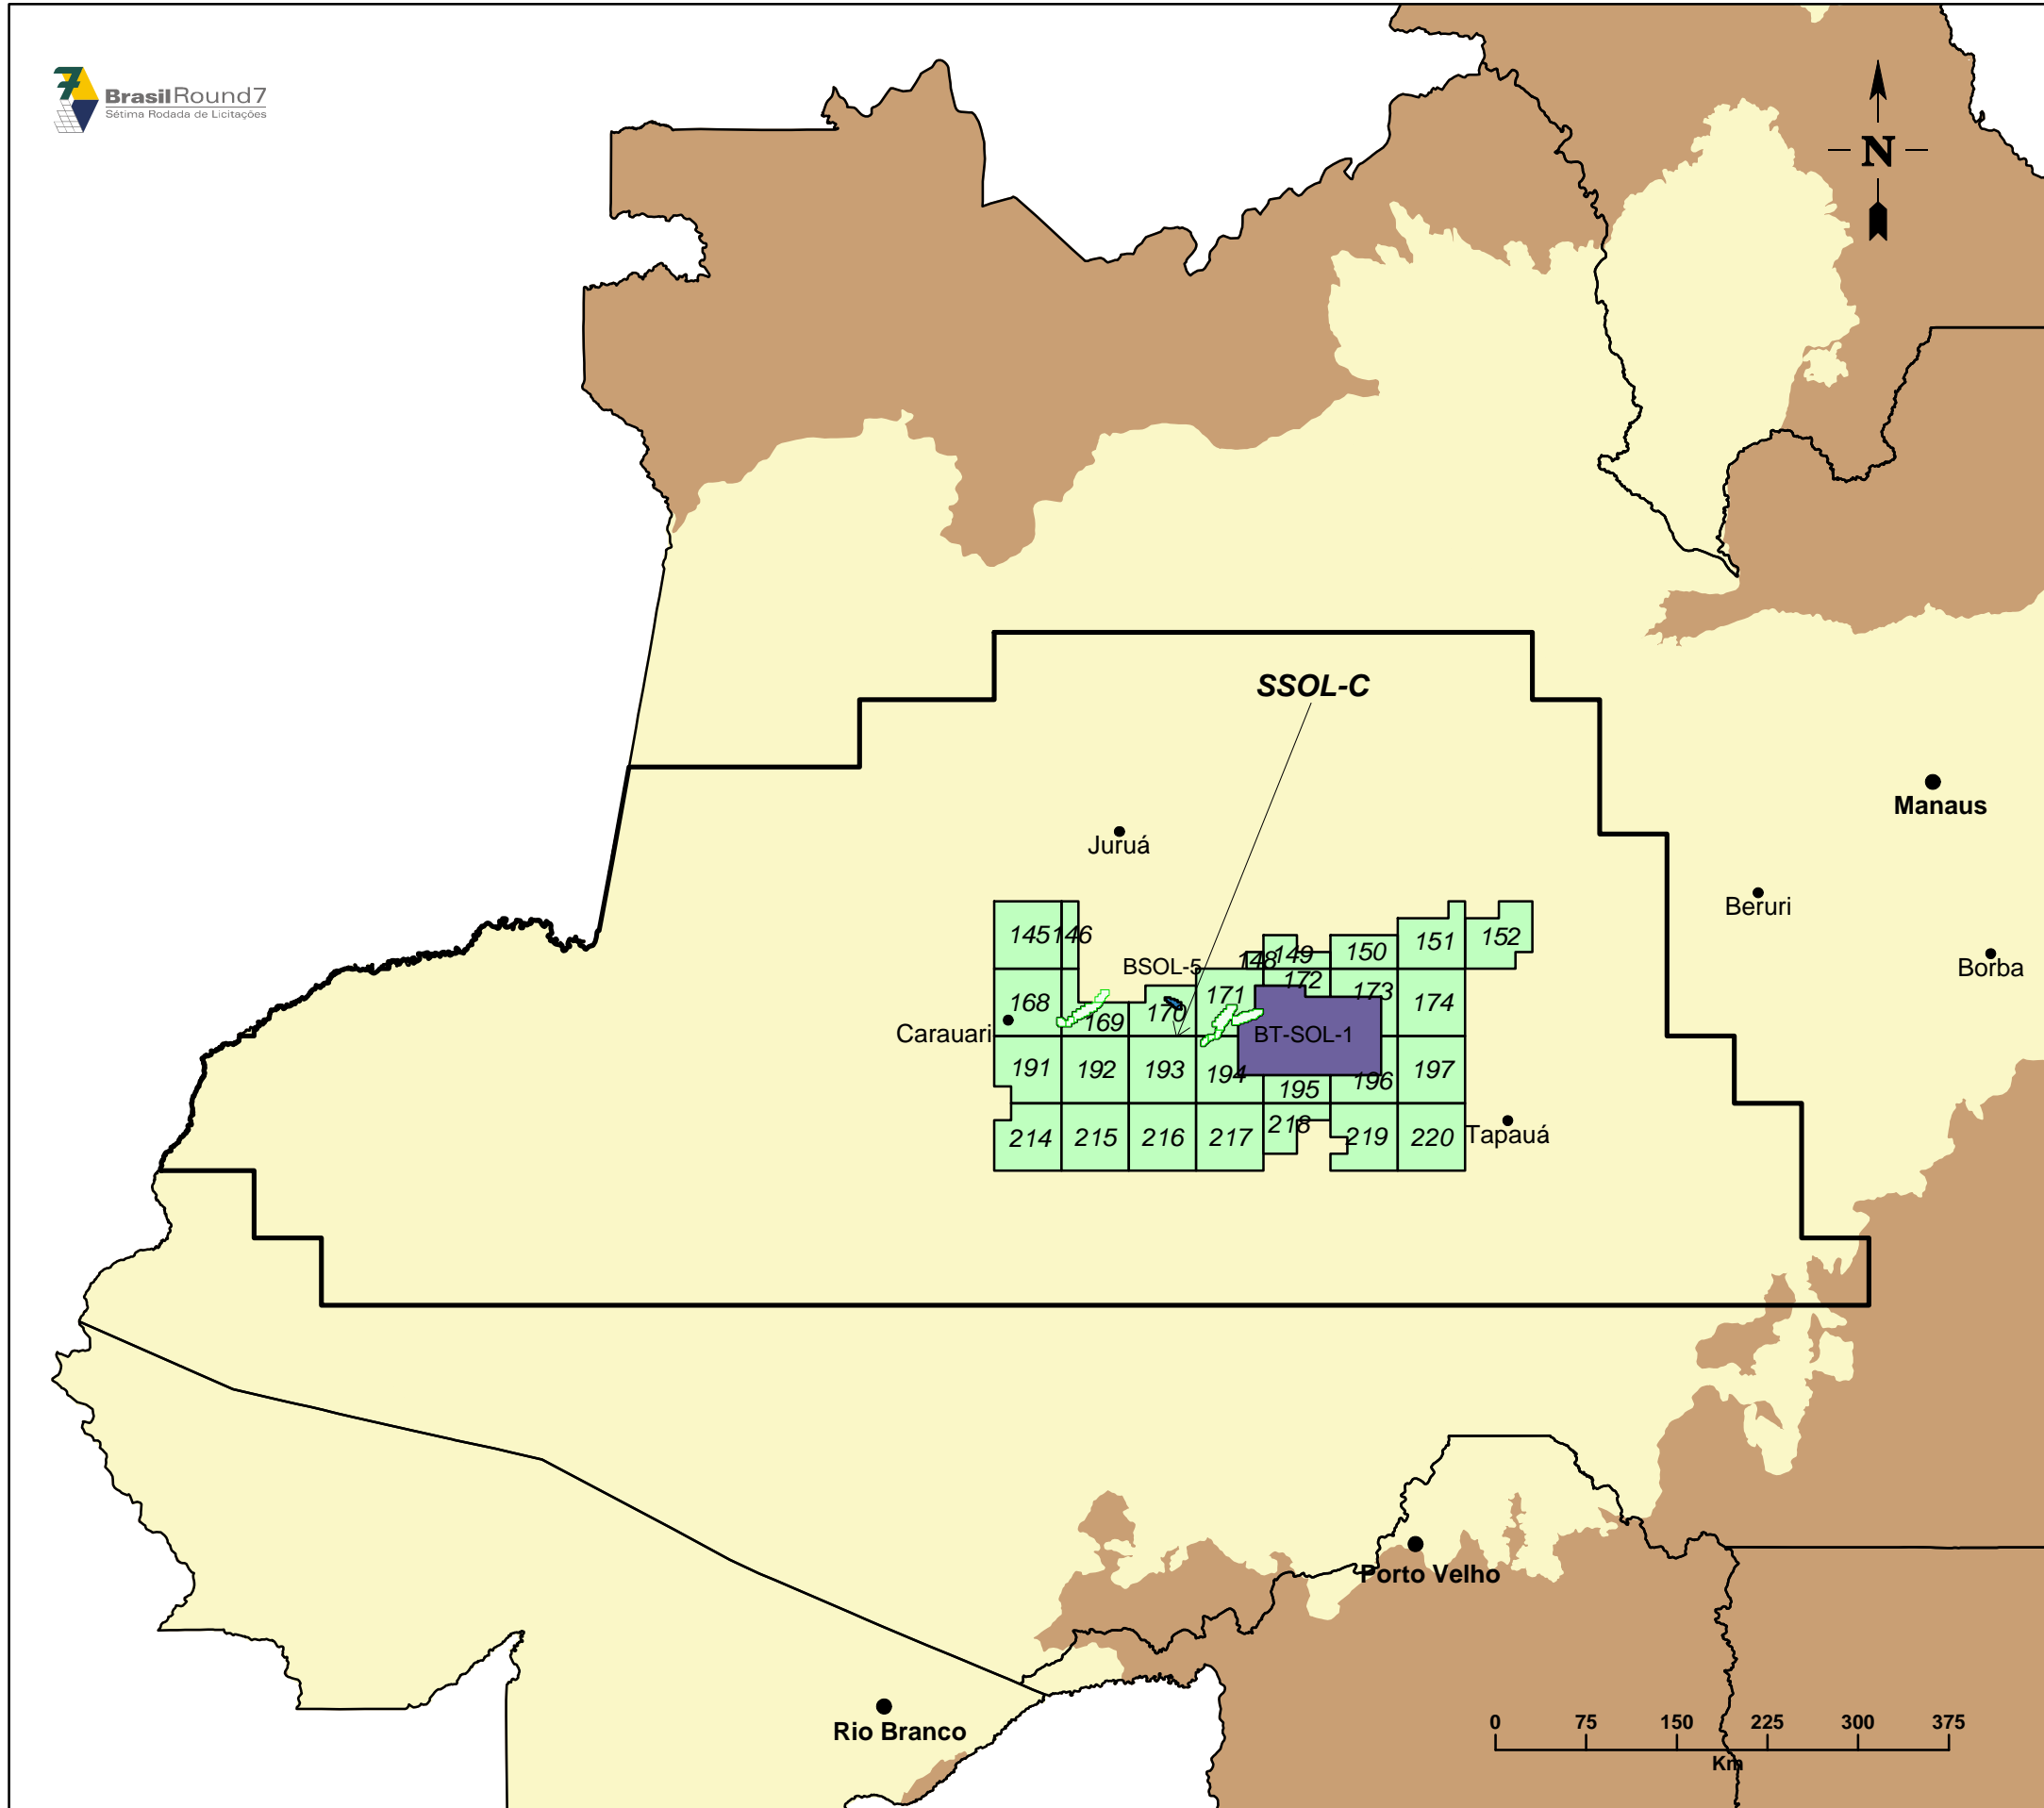 7
BrasilRound7
Sétima Rodada de Licitações
N
SSOL-C
Manaus
Juruá
Beruri
145
146
148
149
150
151
152
Borba
BSOL-5
168
169
170
171
172
173
174
Carauari
BT-SOL-1
191
192
193
194
195
196
197
214
215
216
217
218
219
220
Tapauá
Porto Velho
Rio Branco
0 75 150 225 300 375
Km